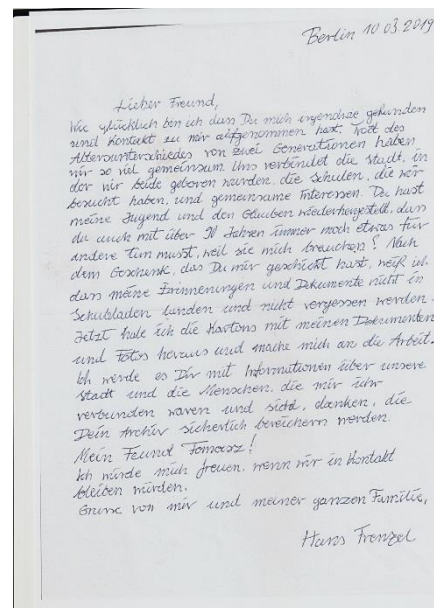 Berlin 10.03.2019
Lieber Freund,
Wie glücklich bin ich dass Du mich irgendwie gefunden
und Kontakt zu mir aufgenommen hast. Trotz des
Altersunterschiedes von zwei Generationen haben
wir so viel gemeinsam. Uns verbindet die Stadt, in
der wir beide geboren wurden, die Schulen, die wir
besucht haben, und gemeinsame Interessen. Du hast
meine Jugend und den Glauben wiederhergestellt, dass
du auch mit über 90 Jahren immer noch etwas für
andere tun musst, weil sie mich brauchen! Nach
dem Geschenk, das Du mir geschickt hast, weiß ich
dass meine Erinnerungen und Dokumente nicht in
Schubladen landen und nicht vergessen werden.
Jetzt hole ich die Kartons mit meinen Dokumenten
und Fotos heraus und mache mich an die Arbeit.
Ich werde es Dir mit Informationen über unsere
Stadt und die Menschen, die mir ihr
verbunden waren und sind, danken, die
Dein Archiv sicherlich bereichern werden.
Mein Feund Tomasz!
Ich würde mich freuen, wenn wir in Kontakt
bleiben würden.
Grüsse von mir und meiner ganzen Familie,
Hans Frenzel